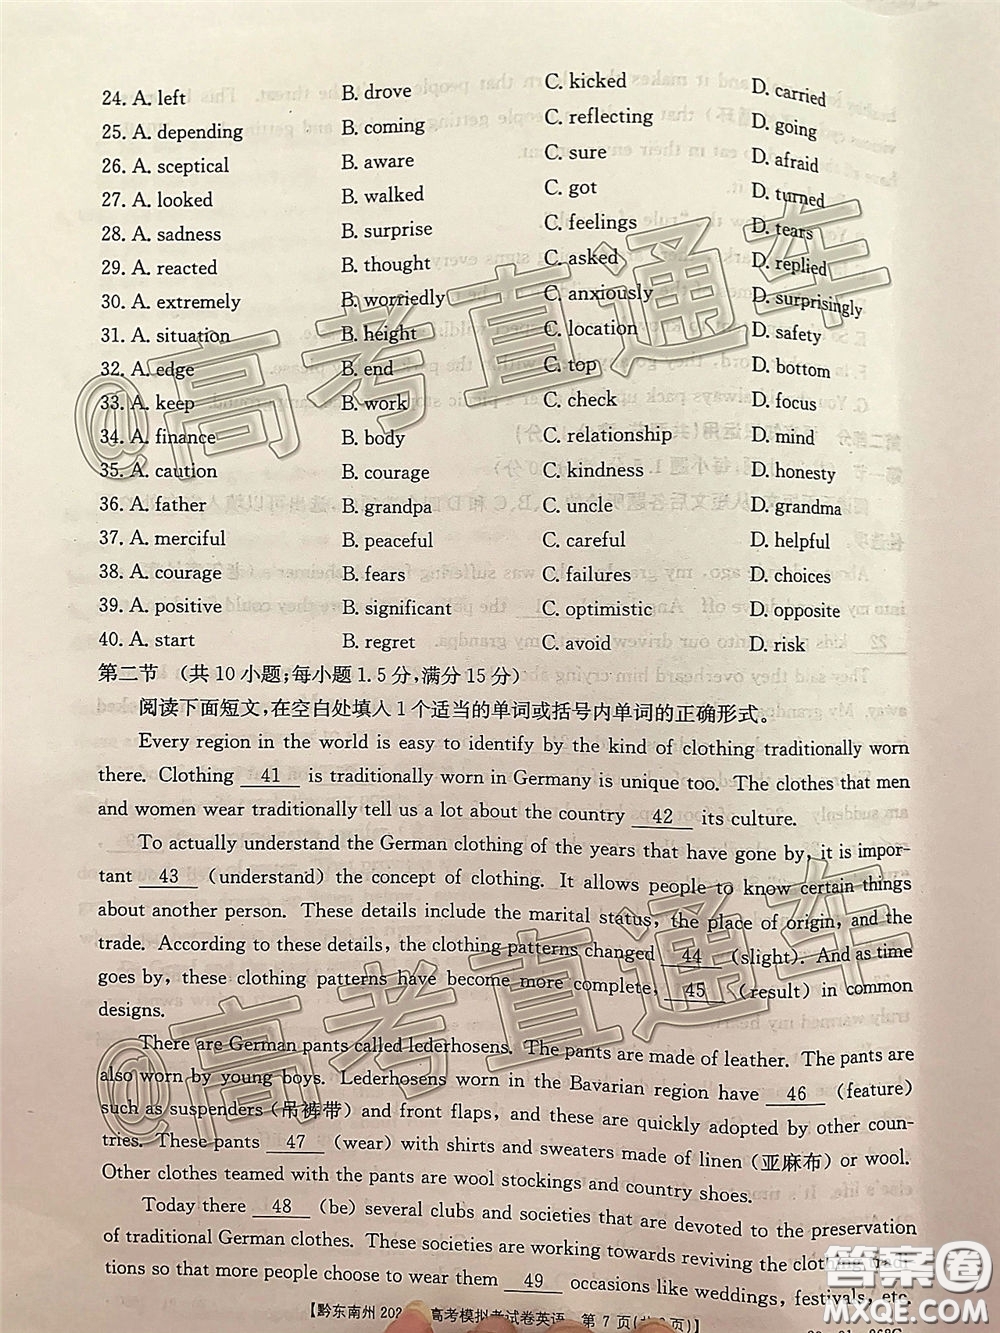 24. A. left B. drove C. kicked D. carried
25. A. depending B. coming C. reflecting D. going
26. A. sceptical B. aware C. sure D. afraid
27. A. looked B. walked C. got D. turned
28. A. sadness B. surprise C. feelings D. tears
29. A. reacted B. thought C. asked D. replied
30. A. extremely B. worriedly C. anxiously D. surprisingly
31. A. situation B. height C. location D. safety
32. A. edge B. end C. top D. bottom
33. A. keep B. work C. check D. focus
34. A. finance B. body C. relationship D. mind
35. A. caution B. courage C. kindness D. honesty
36. A. father B. grandpa C. uncle D. grandma
37. A. merciful B. peaceful C. careful D. helpful
38. A. courage B. fears C. failures D. choices
39. A. positive B. significant C. optimistic D. opposite
40. A. start B. regret C. avoid D. risk
第二节 (共10小题;每小题1.5分,满分15分)
阅读下面短文,在空白处填入1个适当的单词或括号内单词的正确形式。
Every region in the world is easy to identify by the kind of clothing traditionally worn
there. Clothing 41 is traditionally worn in Germany is unique too. The clothes that men
and women wear traditionally tell us a lot about the country 42 its culture.
To actually understand the German clothing of the years that have gone by, it is impor-
tant 43 (understand) the concept of clothing. It allows people to know certain things
about another person. These details include the marital status, the place of origin, and the
trade. According to these details, the clothing patterns changed 44 (slight). And as time
goes by, these clothing patterns have become more complete, 45 (result) in common
designs.
There are German pants called lederhosens. The pants are made of leather. The pants are
also worn by young boys. Lederhosens worn in the Bavarian region have 46 (feature)
such as suspenders(吊裤带) and front flaps, and these are quickly adopted by other coun-
tries. These pants 47 (wear) with shirts and sweaters made of linen (亚麻布) or wool.
Other clothes teamed with the pants are wool stockings and country shoes.
Today there 48 (be) several clubs and societies that are devoted to the preservation
of traditional German clothes. These societies are working towards reviving the clothing
tions so that more people choose to wear them 49 occasions like weddings, festivals, etc.
【黔东南州 202 高考模拟考试卷英语 第 7 页(共 页)】
@高考直通车
@高考直通车
答案卷
MXQE.COM